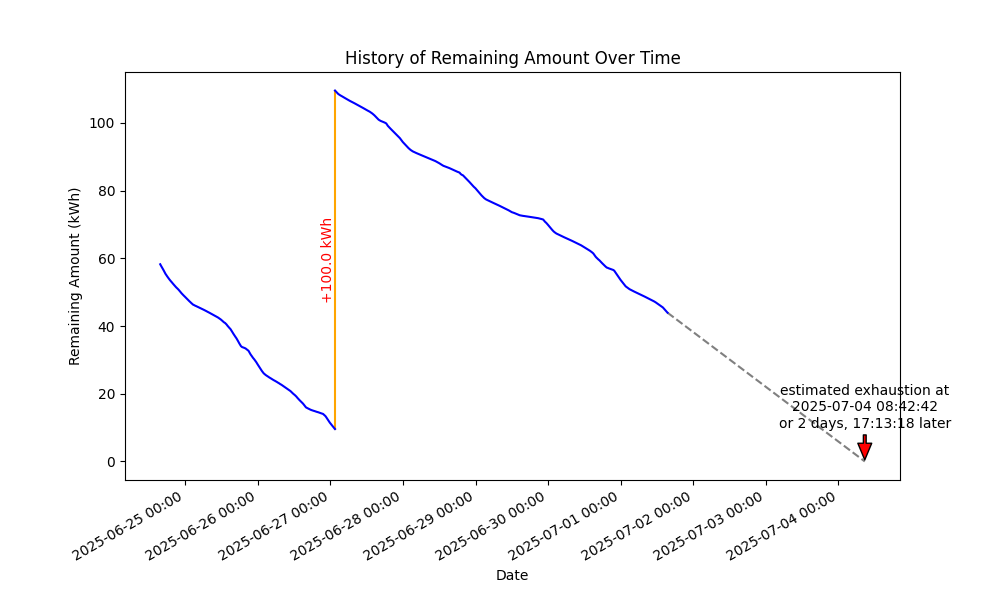 History of Remaining Amount Over Time
Remaining Amount (kWh)
100
80
60
40
20
0
+100.0 kWh
estimated exhaustion at
2025-07-04 08:42:42
or 2 days, 17:13:18 later
2025-06-25 00:00
2025-06-26 00:00
2025-06-27 00:00
2025-06-28 00:00
2025-06-29 00:00
2025-06-30 00:00
2025-07-01 00:00
2025-07-02 00:00
2025-07-03 00:00
2025-07-04 00:00
Date